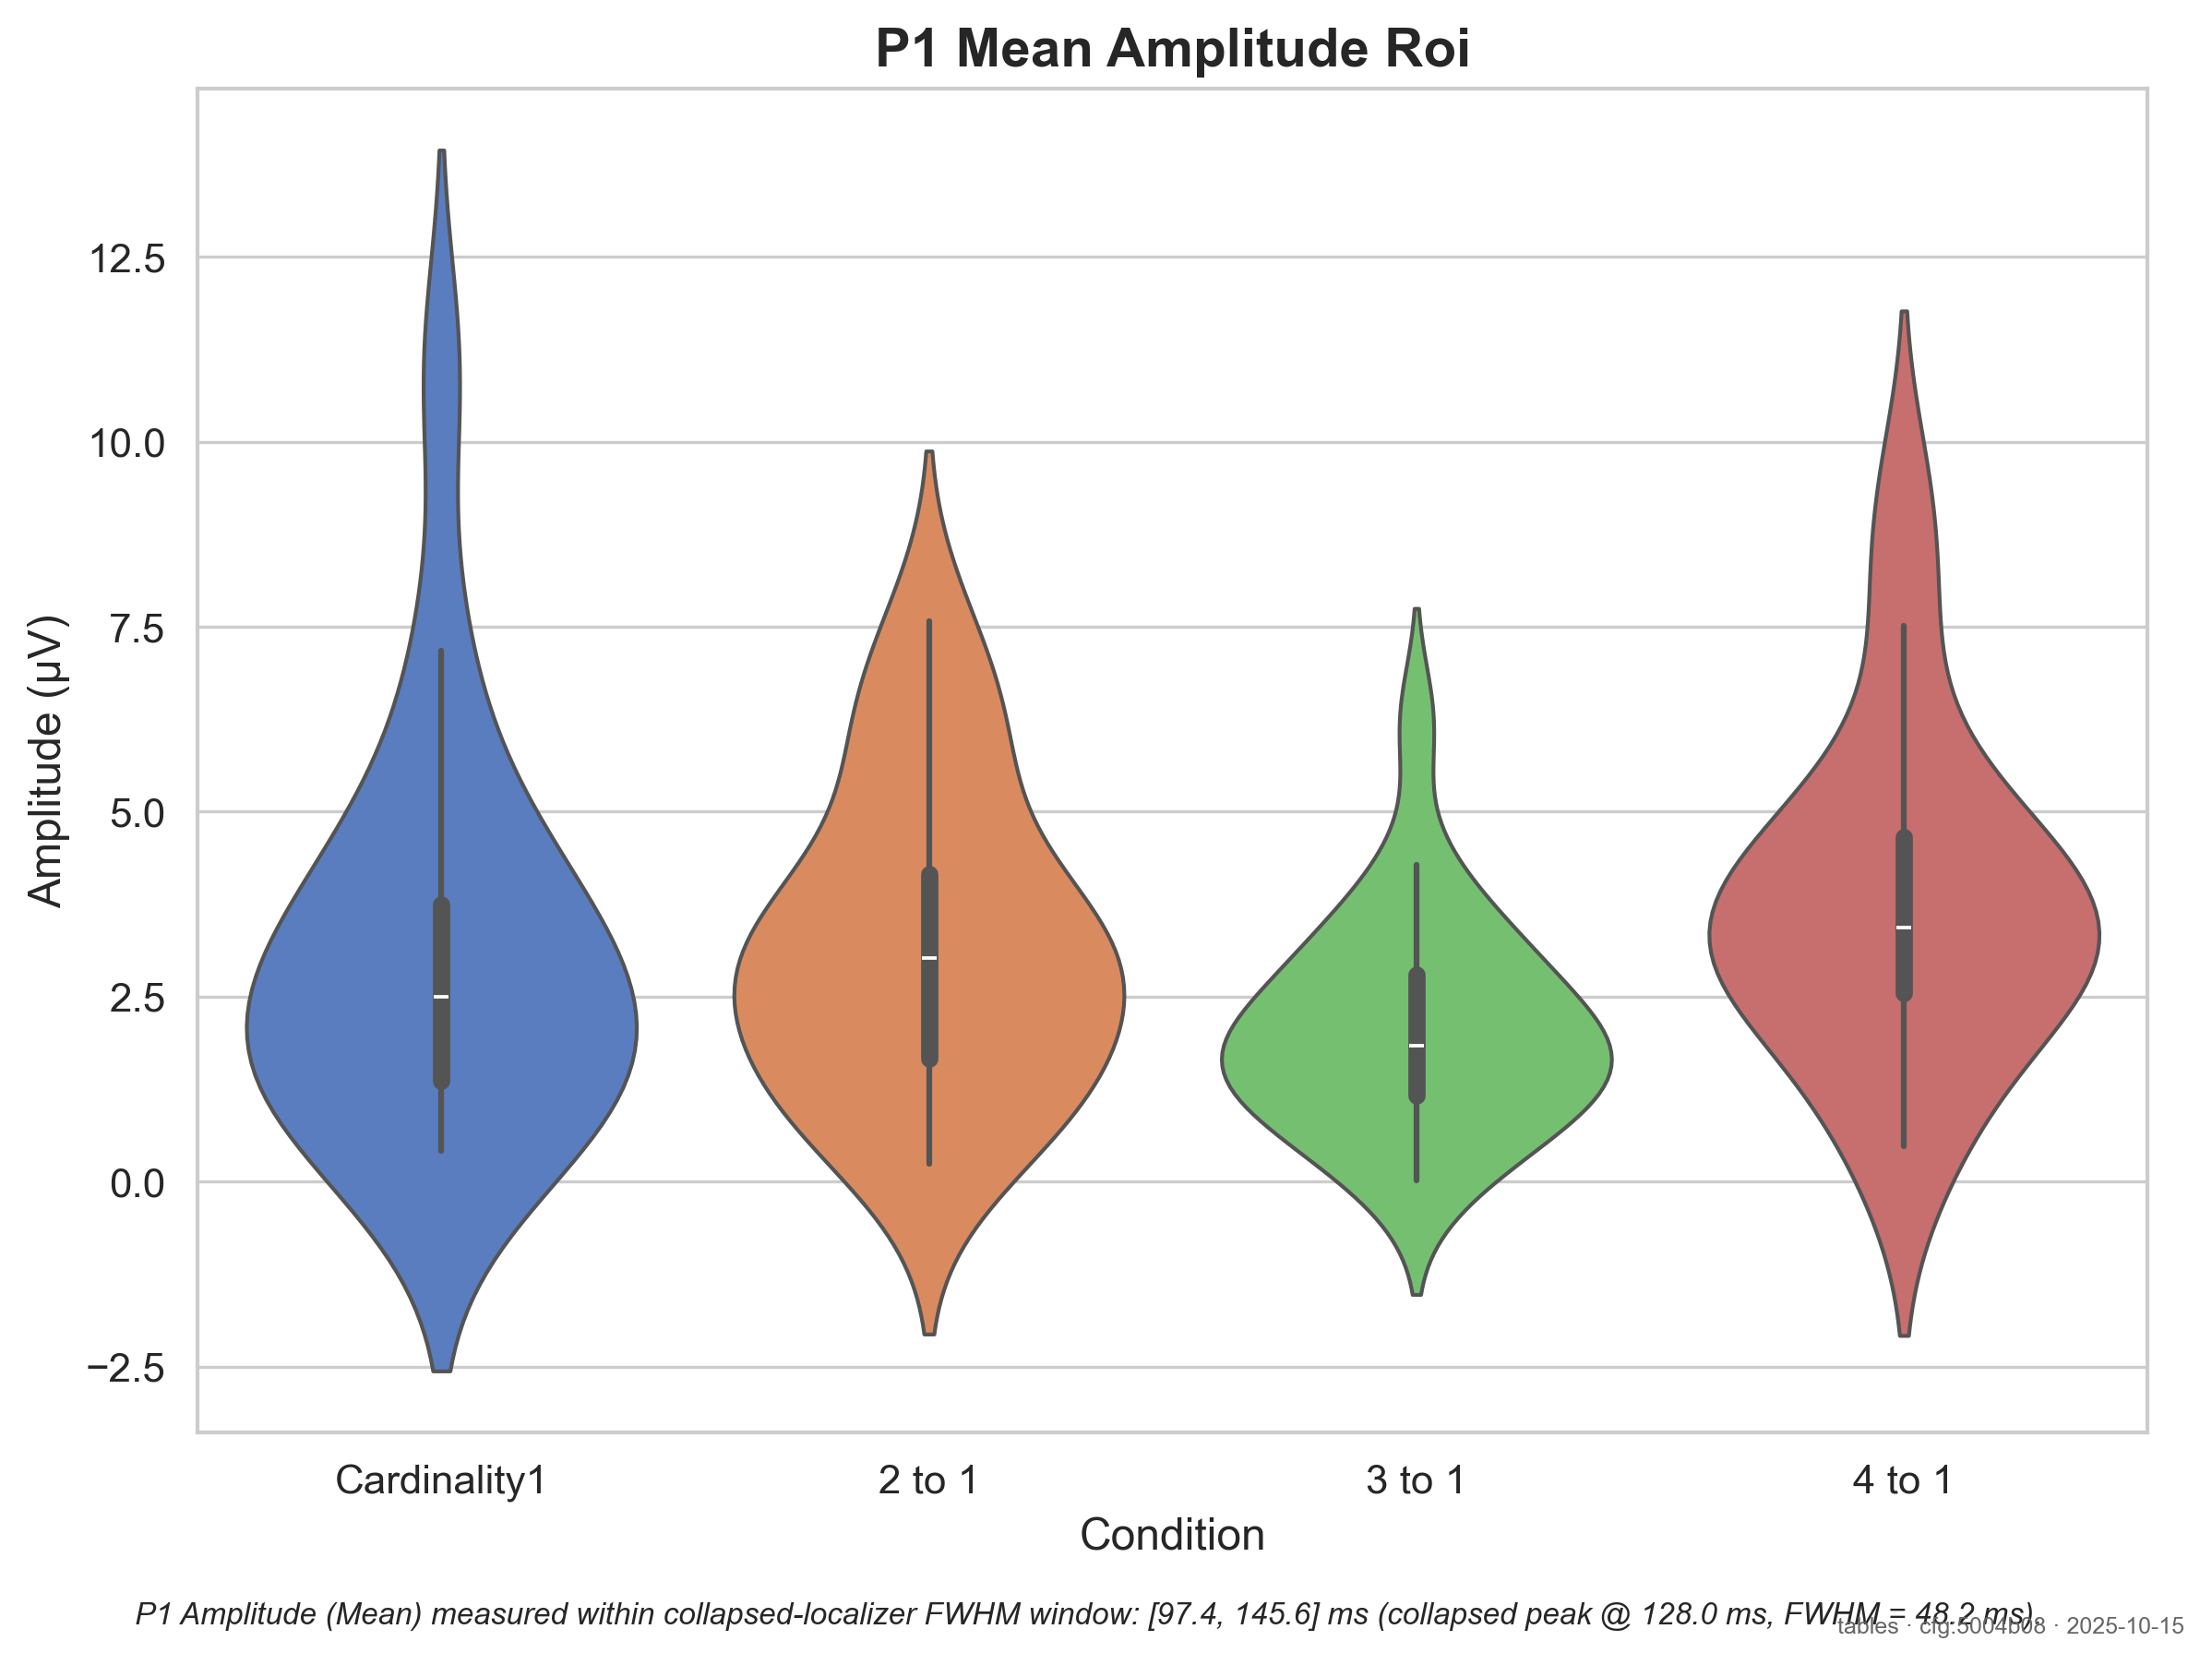 P1 Mean Amplitude Roi
12.5
10.0
7.5
5.0
2.5
0.0
−2.5
Amplitude (µV)
Cardinality1 2 to 1 3 to 1 4 to 1
Condition
P1 Amplitude (Mean) measured within collapsed-localizer FWHM window: [97.4, 145.6] ms (collapsed peak @ 128.0 ms, FWHM = 48.2 ms)
tables · cfg:5004b08 · 2025-10-15